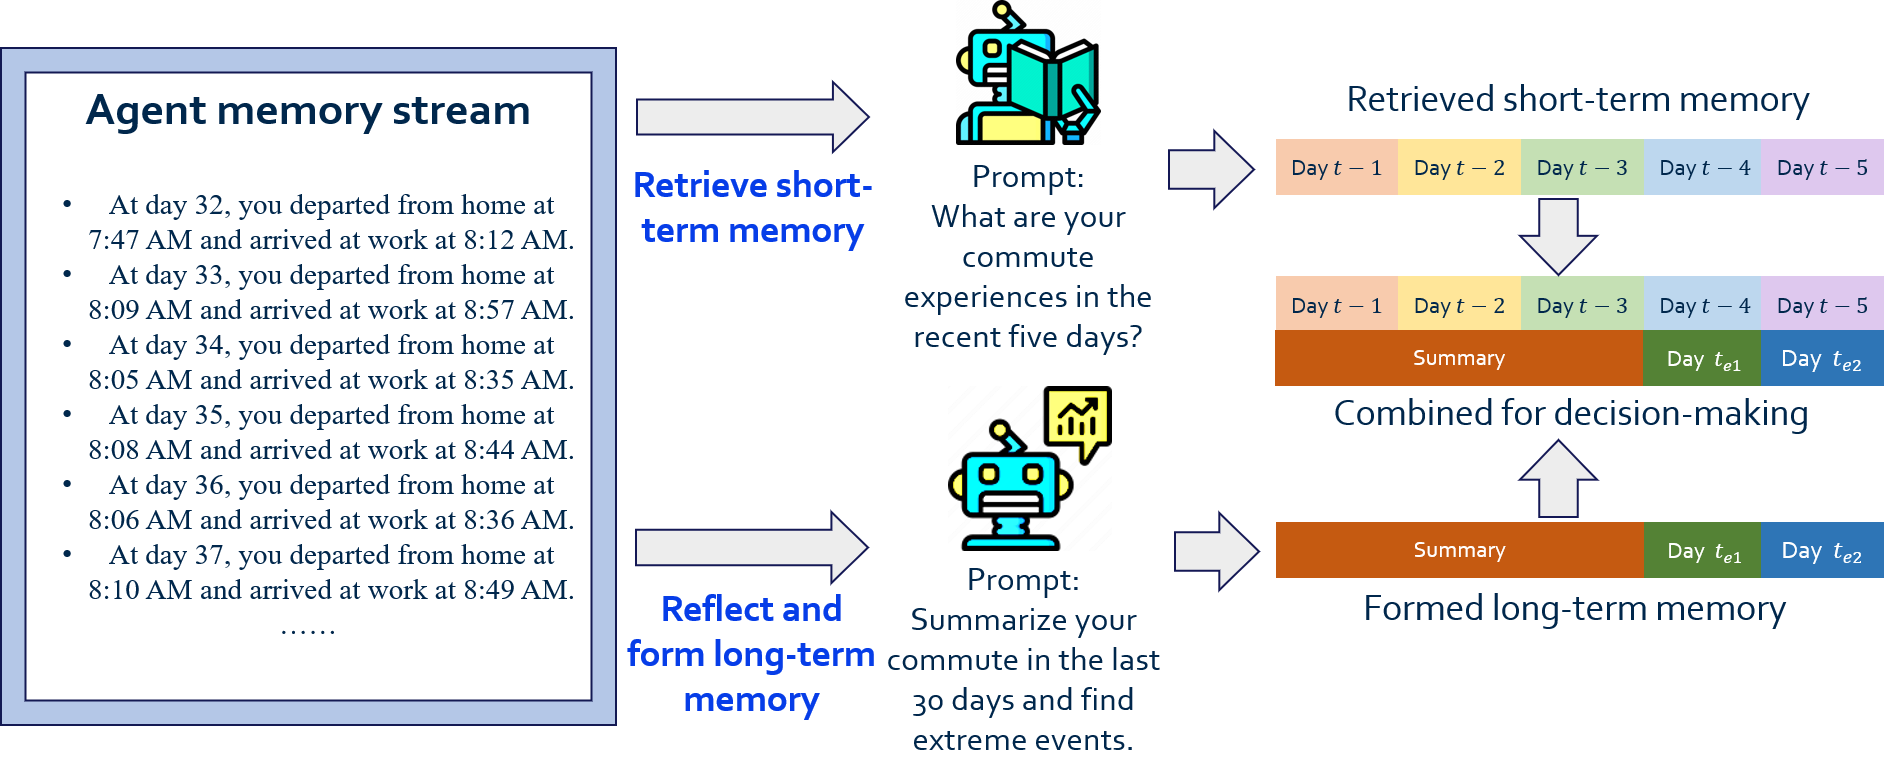 Agent memory stream
• At day 32, you departed from home at
7:47 AM and arrived at work at 8:12 AM.
• At day 33, you departed from home at
8:09 AM and arrived at work at 8:57 AM.
• At day 34, you departed from home at
8:05 AM and arrived at work at 8:35 AM.
• At day 35, you departed from home at
8:08 AM and arrived at work at 8:44 AM.
• At day 36, you departed from home at
8:06 AM and arrived at work at 8:36 AM.
• At day 37, you departed from home at
8:10 AM and arrived at work at 8:49 AM.
……
Retrieve short-
term memory
Reflect and
form long-term
memory
Prompt:
What are your
commute
experiences in the
recent five days?
Prompt:
Summarize your
commute in the last
30 days and find
extreme events.
Retrieved short-term memory
Day t − 1 Day t − 2 Day t − 3 Day t − 4 Day t − 5
Day t − 1 Day t − 2 Day t − 3 Day t − 4 Day t − 5
Summary Day t_{e1} Day t_{e2}
Combined for decision-making
Summary Day t_{e1} Day t_{e2}
Formed long-term memory